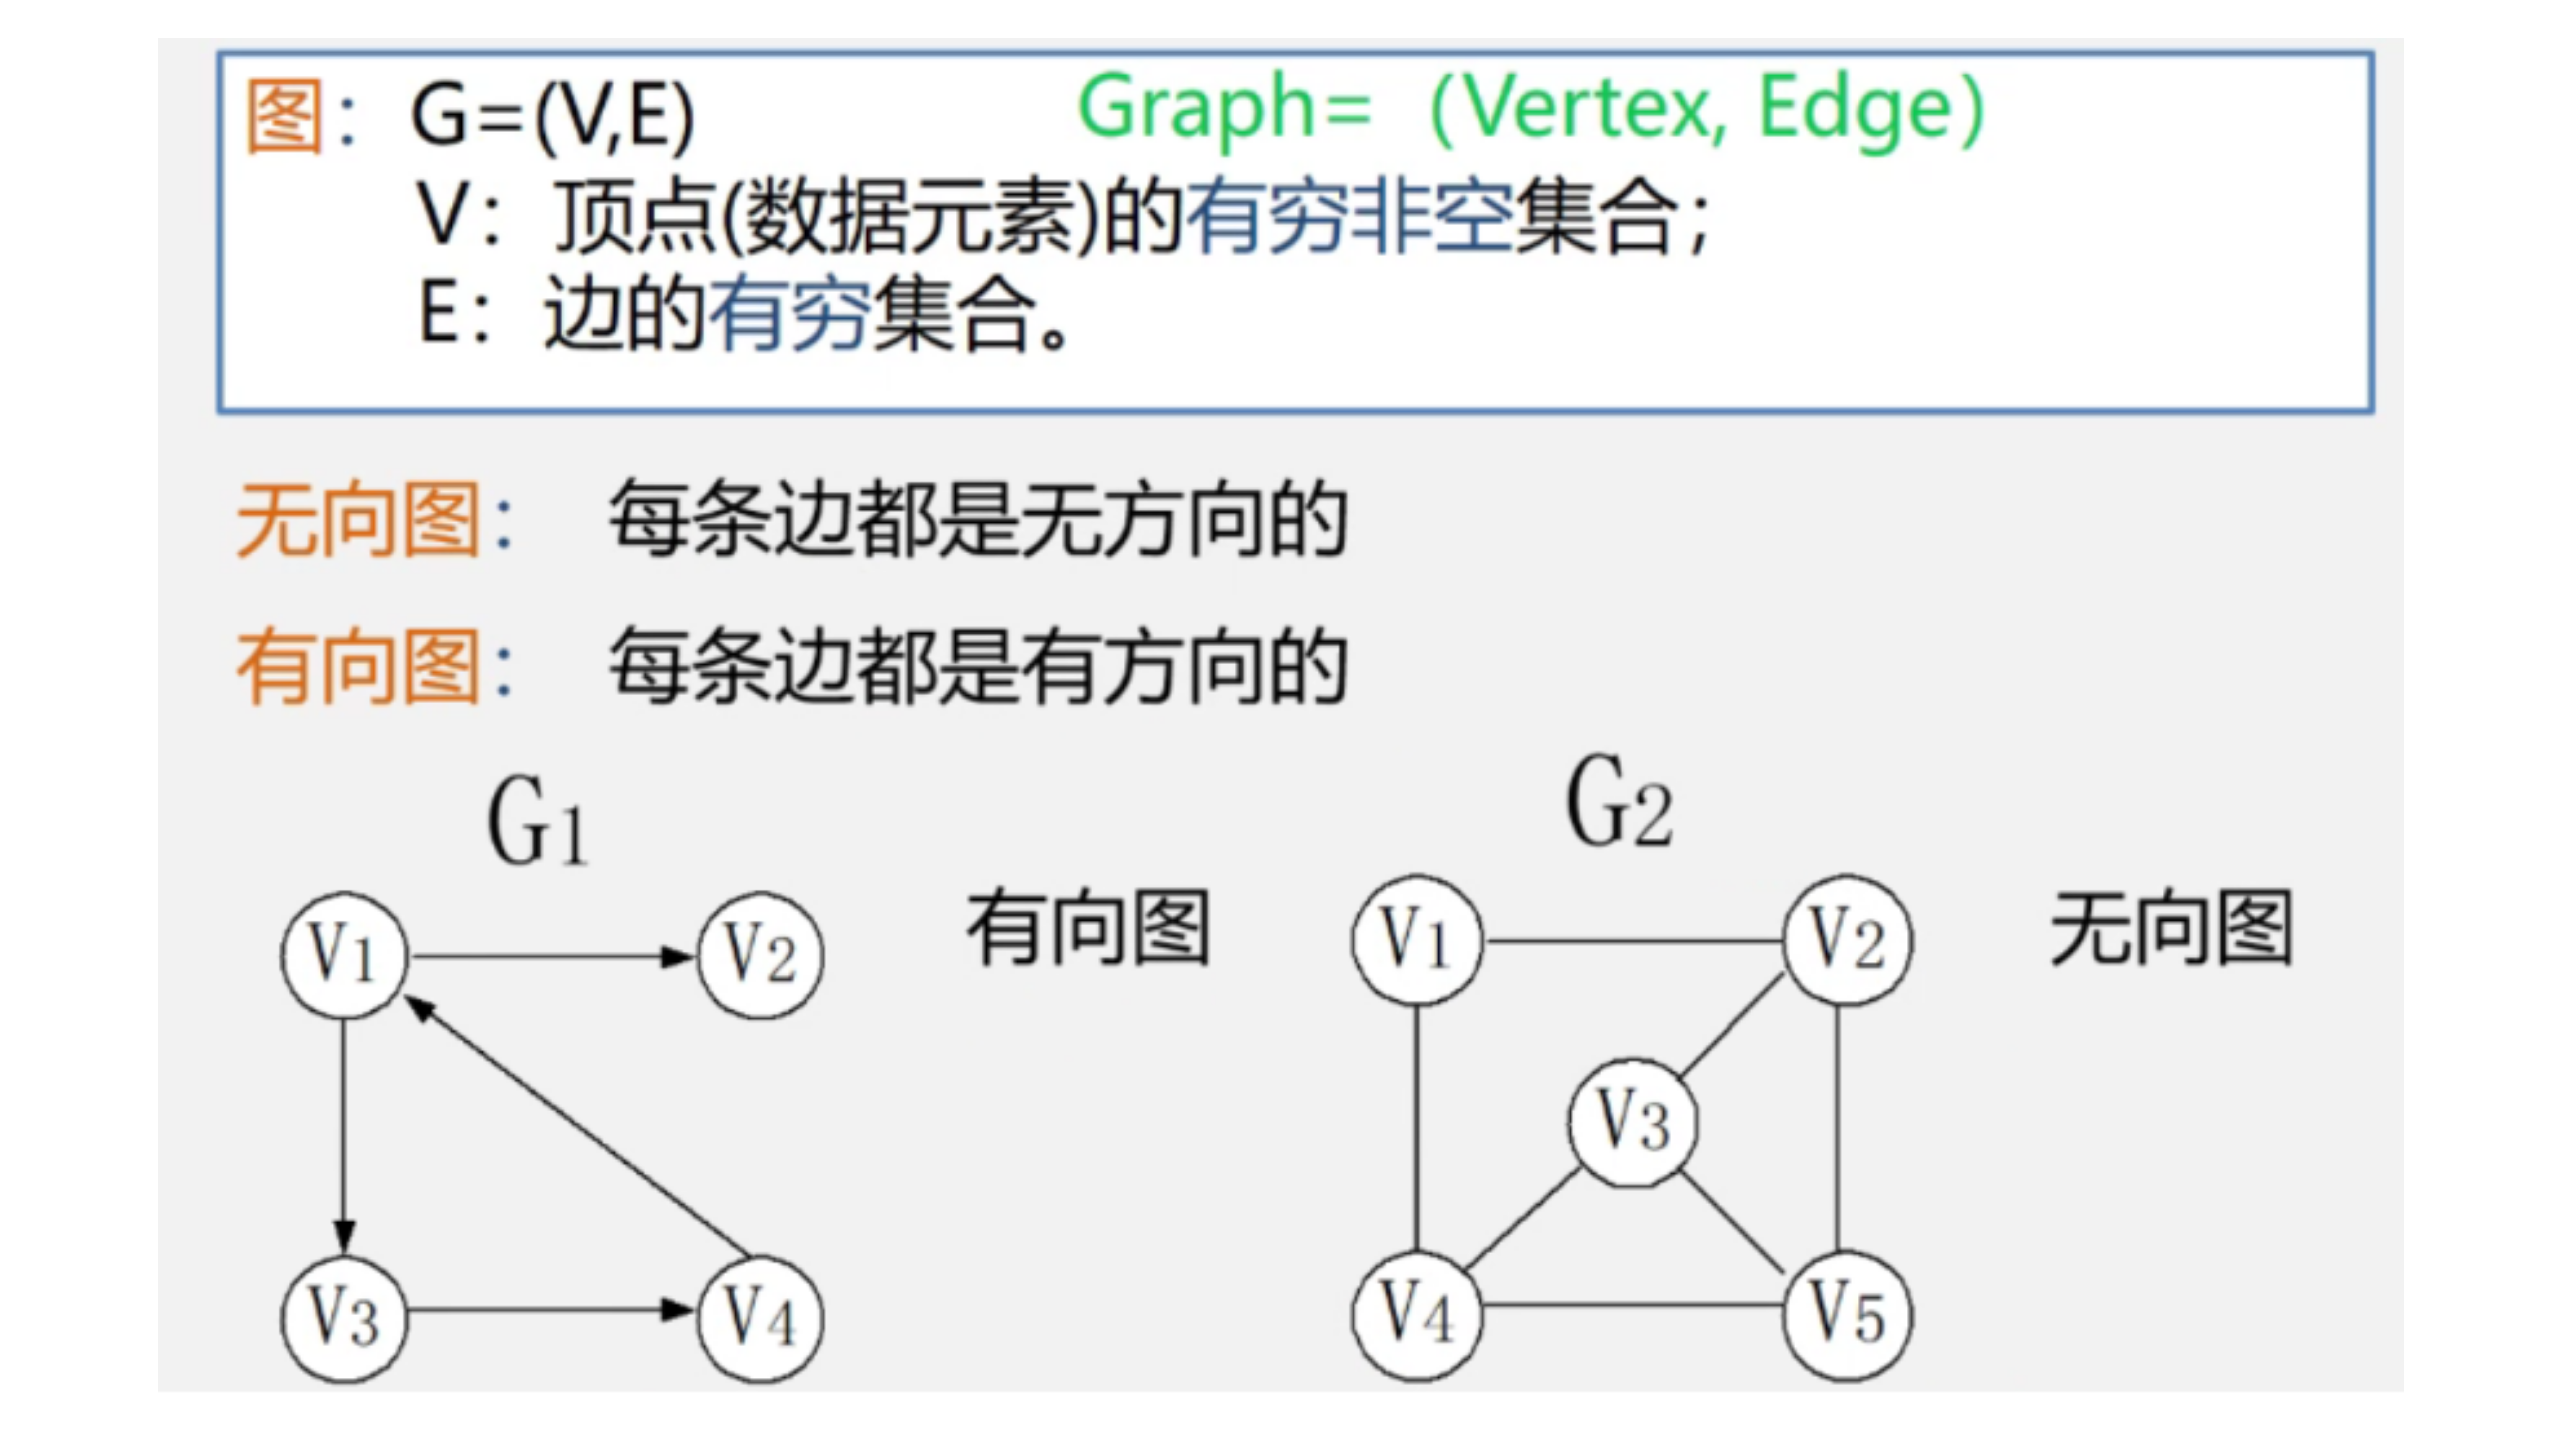 图：G=(V,E) Graph=（Vertex, Edge）
V：顶点(数据元素)的有穷非空集合；
E：边的有穷集合。
无向图： 每条边都是无方向的
有向图： 每条边都是有方向的
G1
V1
V2
有向图
V3
V4
G2
V1
V2
无向图
V3
V4
V5